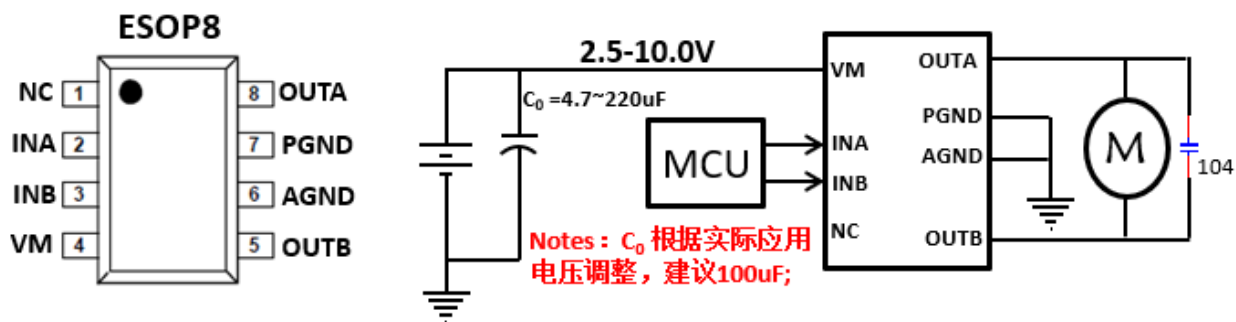 ESOP8
NC 1
INA 2
INB 3
VM 4
8 OUTA
7 PGND
6 AGND
5 OUTB
2.5-10.0V
C₀ =4.7~220uF
MCU
VM
INA
INB
NC
OUTA
PGND
AGND
OUTB
M
104
Notes：C₀ 根据实际应用
电压调整，建议100uF;